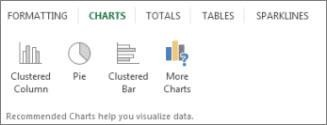 FORMATTING CHARTS TOTALS TABLES SPARKLINES
Clustered Column Pie Clustered Bar More Charts
Recommended Charts help you visualize data.